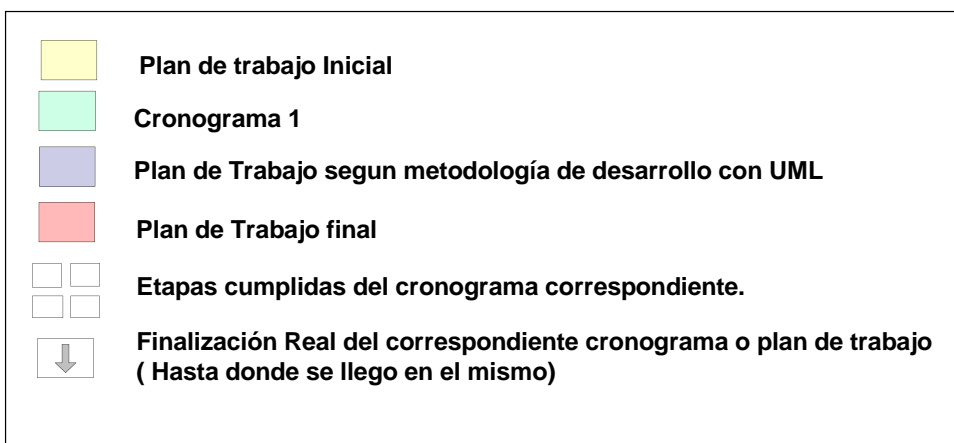 Plan de trabajo Inicial
Cronograma 1
Plan de Trabajo segun metodología de desarrollo con UML
Plan de Trabajo final
Etapas cumplidas del cronograma correspondiente.
Finalización Real del correspondiente cronograma o plan de trabajo
( Hasta donde se llego en el mismo)